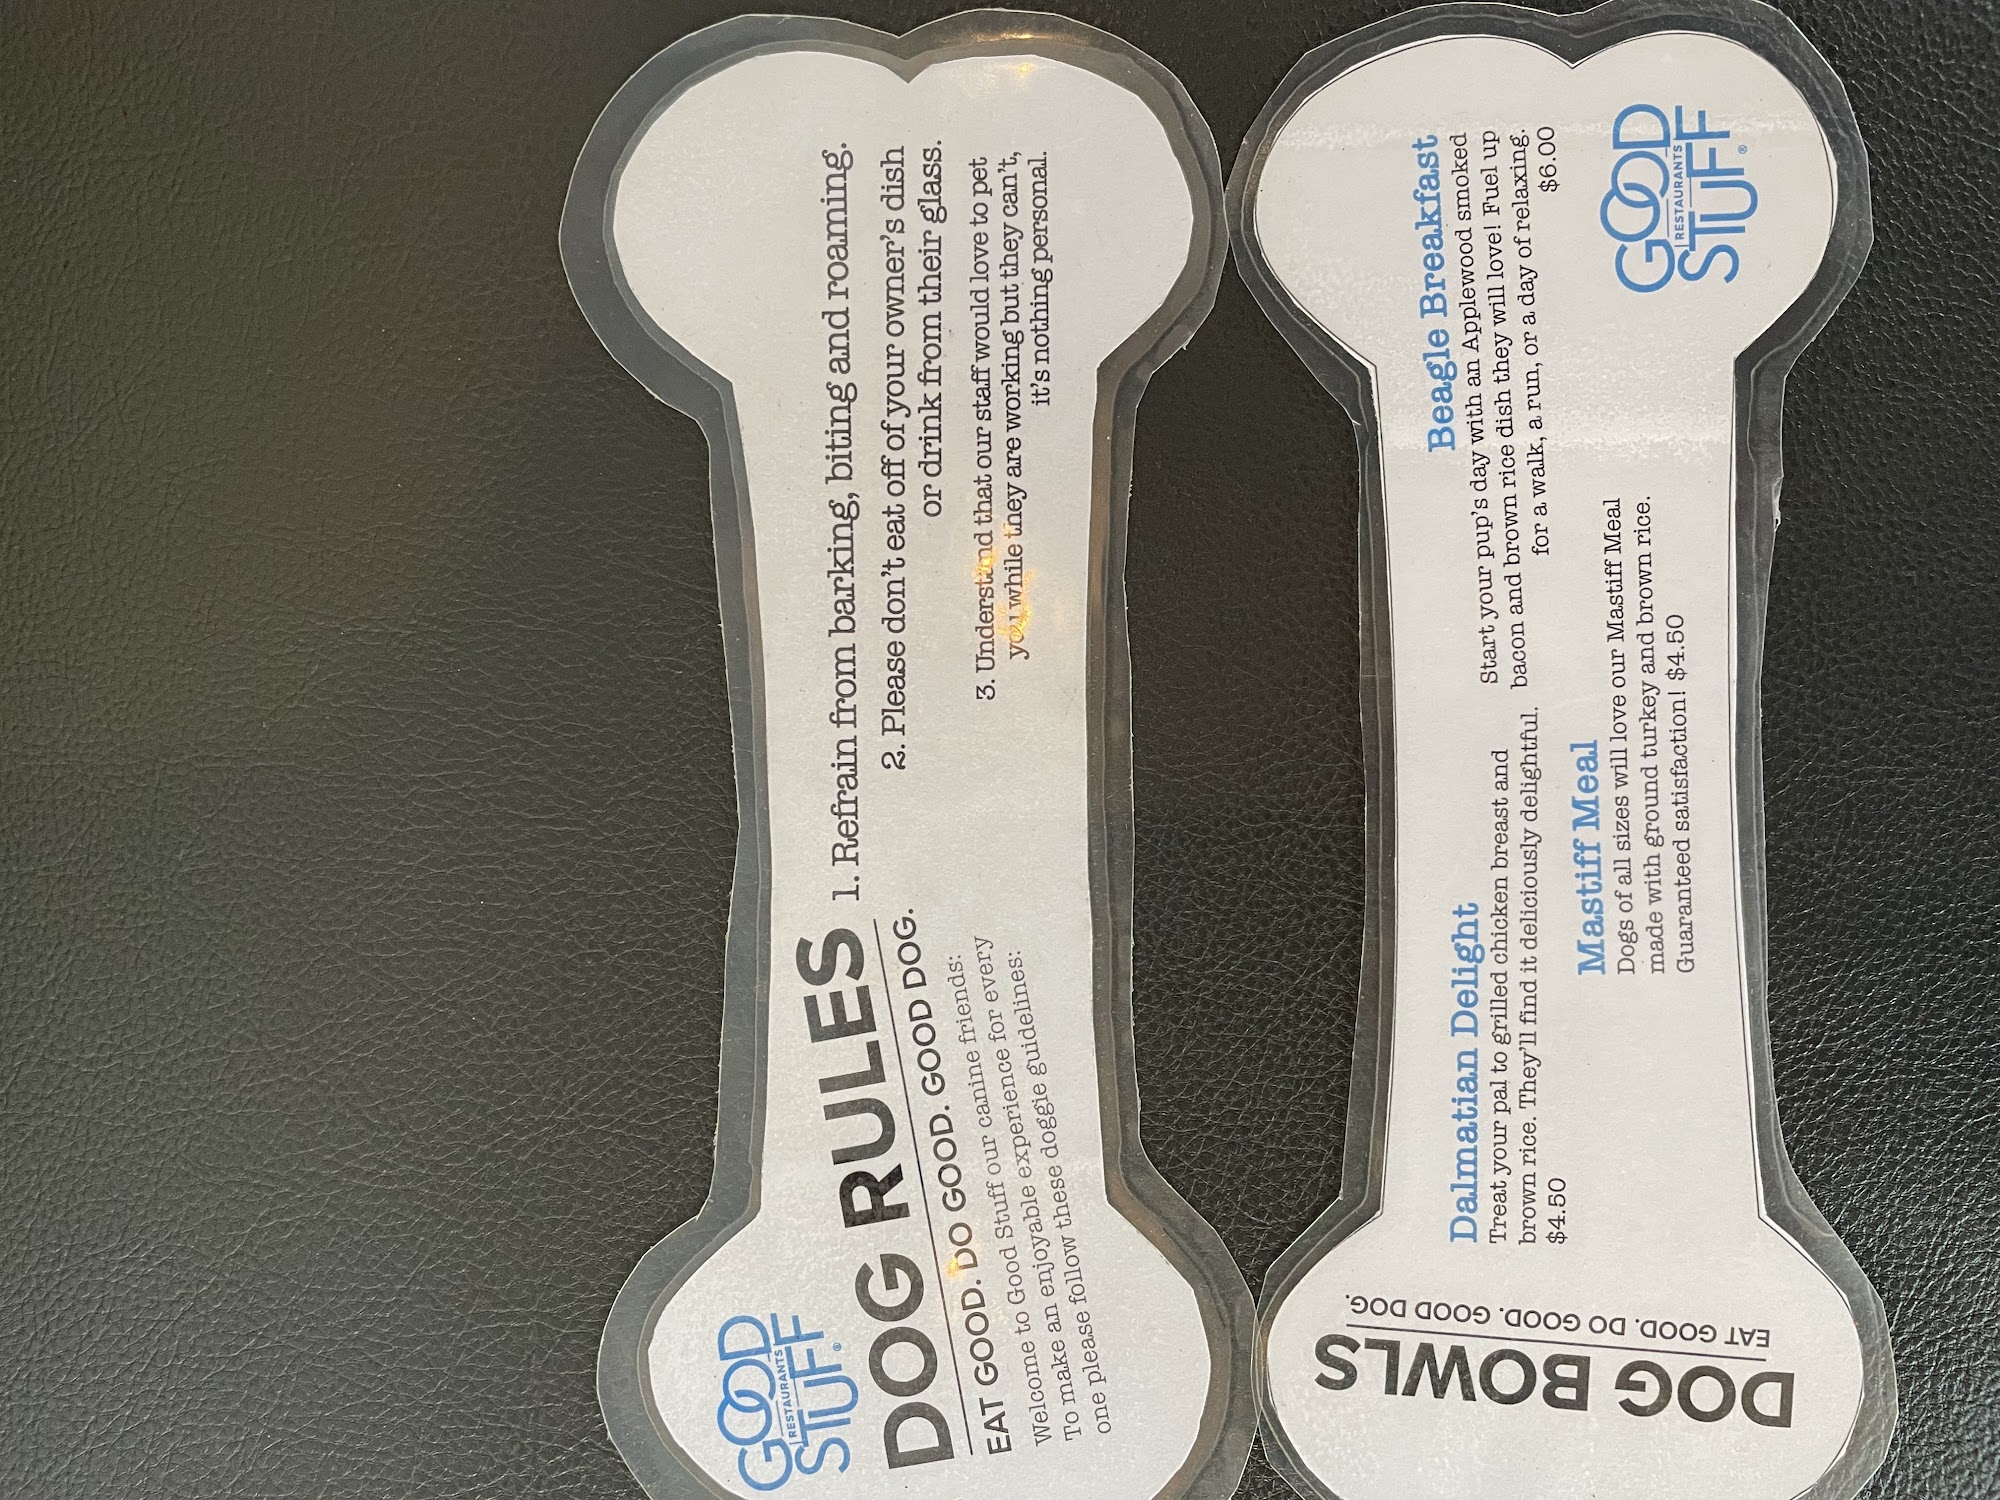 GOOD
RESTAURANTS
STUFF®
DOG RULES
EAT GOOD. DO GOOD. GOOD DOG.
Welcome to Good Stuff our canine friends:
To make an enjoyable experience for every
one please follow these doggie guidelines:
1. Refrain from barking, biting and roaming.
2. Please don't eat off of your owner's dish
or drink from their glass.
3. Understand that our staff would love to pet
you while they are working but they can't,
it's nothing personal.
DOG BOWLS
EAT GOOD. DO GOOD. GOOD DOG.
Dalmatian Delight
Treat your pal to grilled chicken breast and
brown rice. They'll find it deliciously delightful.
$4.50
Mastiff Meal
Dogs of all sizes will love our Mastiff Meal
made with ground turkey and brown rice.
Guaranteed satisfaction! $4.50
Beagle Breakfast
Start your pup's day with an Applewood smoked
bacon and brown rice dish they will love! Fuel up
for a walk, a run, or a day of relaxing.
$6.00
GOOD
RESTAURANTS
STUFF®